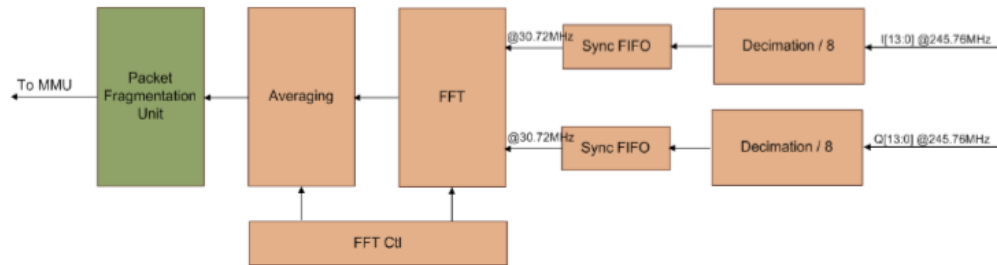 To MMU
Packet
Fragmentation
Unit
Averaging
FFT
@30.72MHz
Sync FIFO
Decimation / 8
I[13:0] @245.76MHz
@30.72MHz
Sync FIFO
Decimation / 8
Q[13:0] @245.76MHz
FFT Ctl